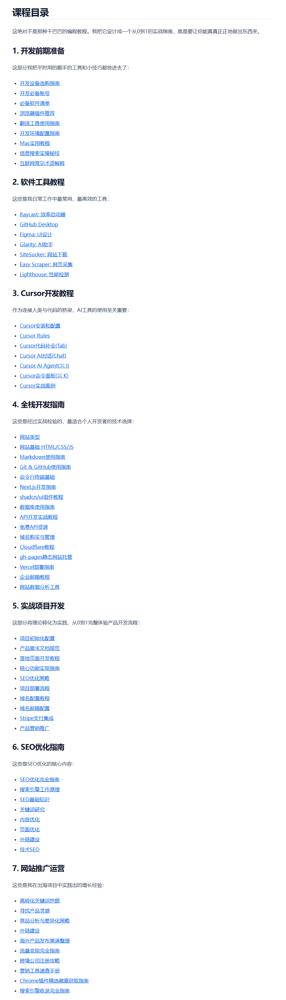 课程目录
这绝对不是那种干巴巴的编程教程。我把它设计成一个从0到1的实战指南，就是要让你能真真正正地做出东西来。
1. 开发前期准备
这部分我把平时用的顺手的工具和小技巧都放进去了：
开发设备选购指南
开发必备账号
必备软件清单
浏览器插件推荐
翻译工具使用指南
开发环境配置指南
Mac实用教程
信息搜索实操秘技
互联网常见术语解释
2. 软件工具教程
这些是我日常工作中最常用、最高效的工具：
Raycast: 效率启动器
GitHub Desktop
Figma: UI设计
Glarity: AI助手
SiteSucker: 网站下载
Easy Scraper: 网页采集
Lighthouse: 性能检测
3. Cursor开发教程
作为连接人类与代码的桥梁，AI工具的使用至关重要：
Cursor安装和配置
Cursor Rules
Cursor代码补全(Tab)
Cursor AI对话(Chat)
Cursor AI Agent(⌘ I)
Cursor命令面板(⌘ K)
Cursor实战案例
4. 全栈开发指南
这些是经过实战检验的、最适合个人开发者的技术选择：
网站类型
网站基础 HTML/CSS/JS
Markdown使用指南
Git & GitHub使用指南
命令行终端基础
Next.js开发指南
shadcn/ui组件教程
数据库使用指南
API开发实战教程
免费API资源
域名购买与管理
Cloudflare教程
gh-pages静态网站托管
Vercel部署指南
企业邮箱教程
网站数据分析工具
5. 实战项目开发
这部分将理论转化为实践，从0到1完整体验产品开发流程：
项目初始化配置
产品需求文档规范
落地页面开发教程
核心功能实现指南
SEO优化策略
项目部署流程
域名配置教程
域名邮箱配置
Stripe支付集成
产品营销推广
6. SEO优化指南
这些是SEO优化的核心内容：
SEO优化完全指南
搜索引擎工作原理
SEO基础知识
关键词研究
内容优化
页面优化
外链建设
技术SEO
7. 网站推广运营
这些是我在出海项目中实践出的增长经验：
高转化关键词挖掘
寻找产品灵感
竞品分析与差异化策略
外链建设
海外产品发布渠道整理
流量变现完全指南
跨境公司注册攻略
营销工具速查手册
Chrome插件精选徽章获取指南
搜索引擎收录完全指南